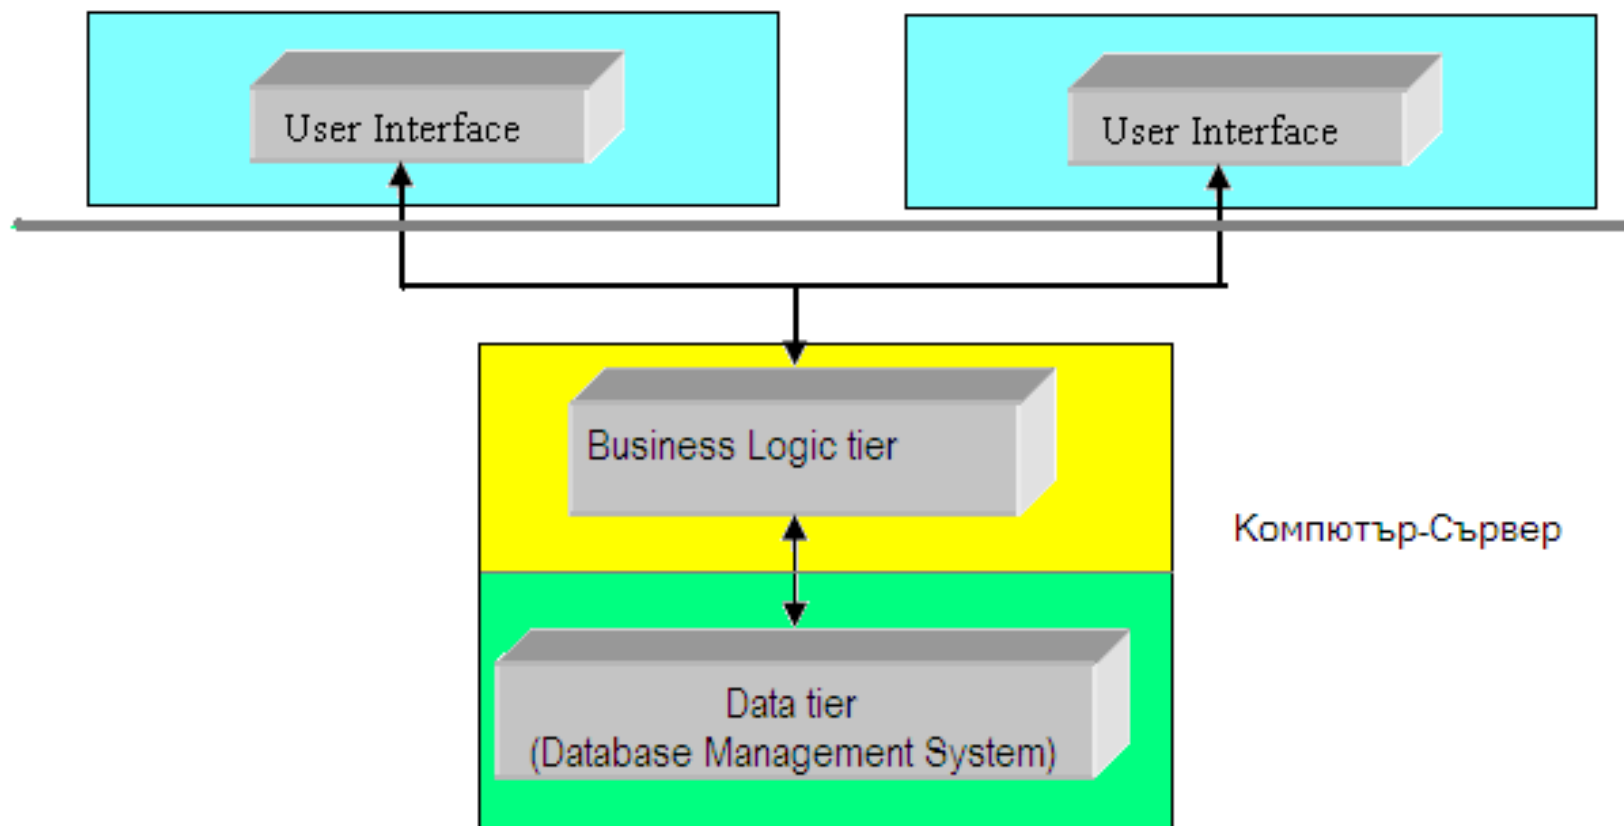 User Interface
User Interface
Business Logic tier
Компютър-Сървер
Data tier
(Database Management System)